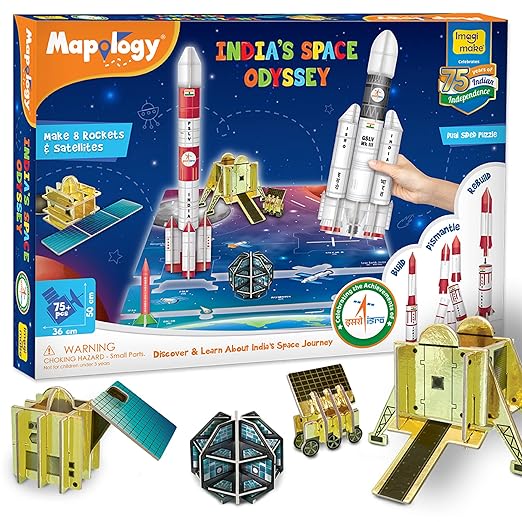 Mapology®
INDIA'S SPACE
ODYSSEY
Imagi
make®
Celebrates
75 years of
Indian
Independence
Dual Sided Puzzle
Make 8 Rockets
& Satellites
INDIA'S SPACE
ODYSSEY
PSLV
INDIA
ISRO
GSLV
Mk III
Build
Dismantle
Rebuild
75+
pcs
50 cm
36 cm
Celebrating the Achievements of
इसरो isro
WARNING
CHOKING HAZARD - Small Parts.
Not for children under 3 years
Discover & Learn About India's Space Journey